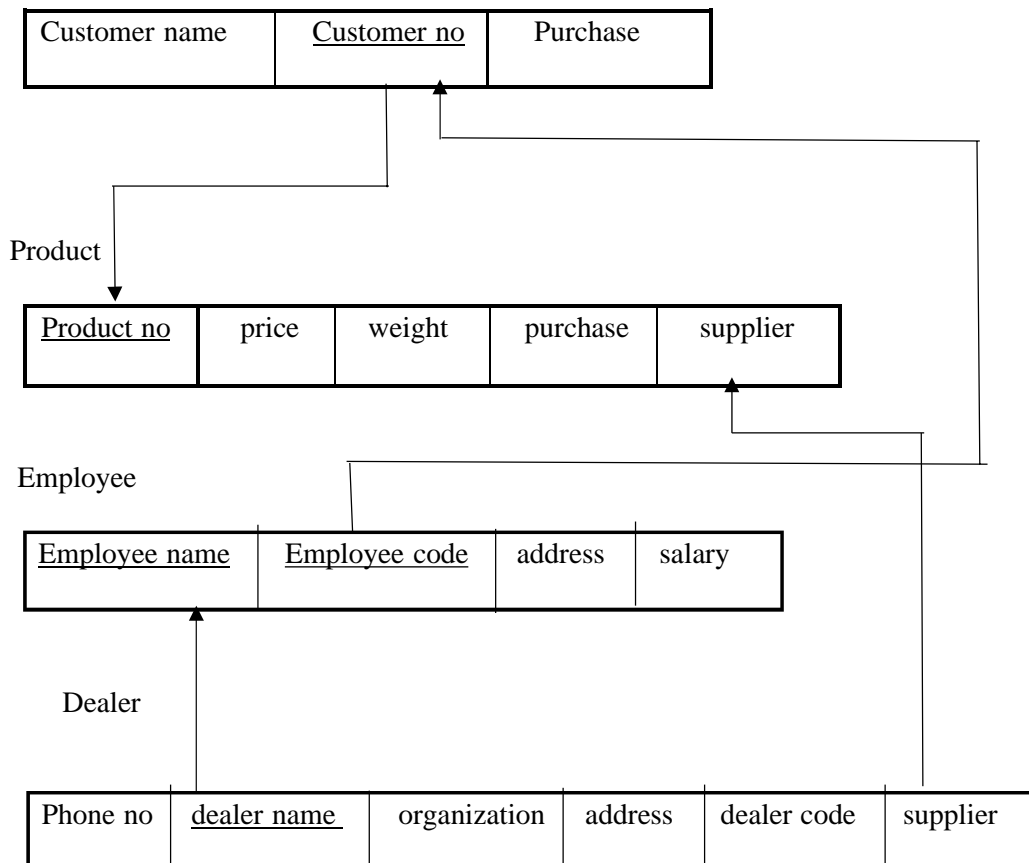 Customer name Customer no Purchase
Product
Product no price weight purchase supplier
Employee
Employee name Employee code address salary
Dealer
Phone no dealer name organization address dealer code supplier